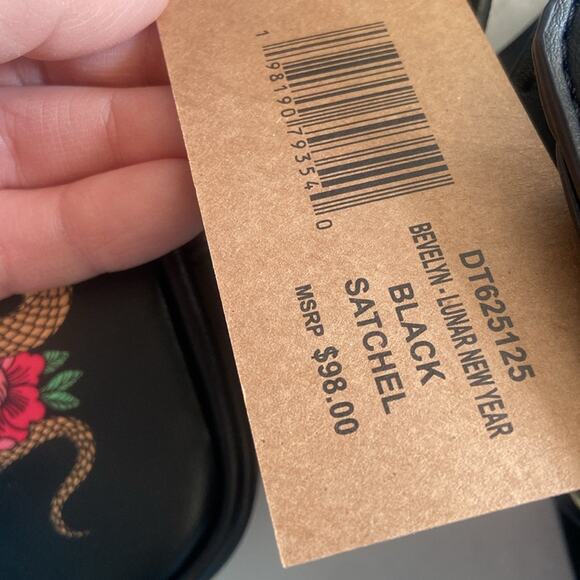 1 98190 79354 0
DT625125
BEVELYN - LUNAR NEW YEAR
BLACK
SATCHEL
MSRP $98.00